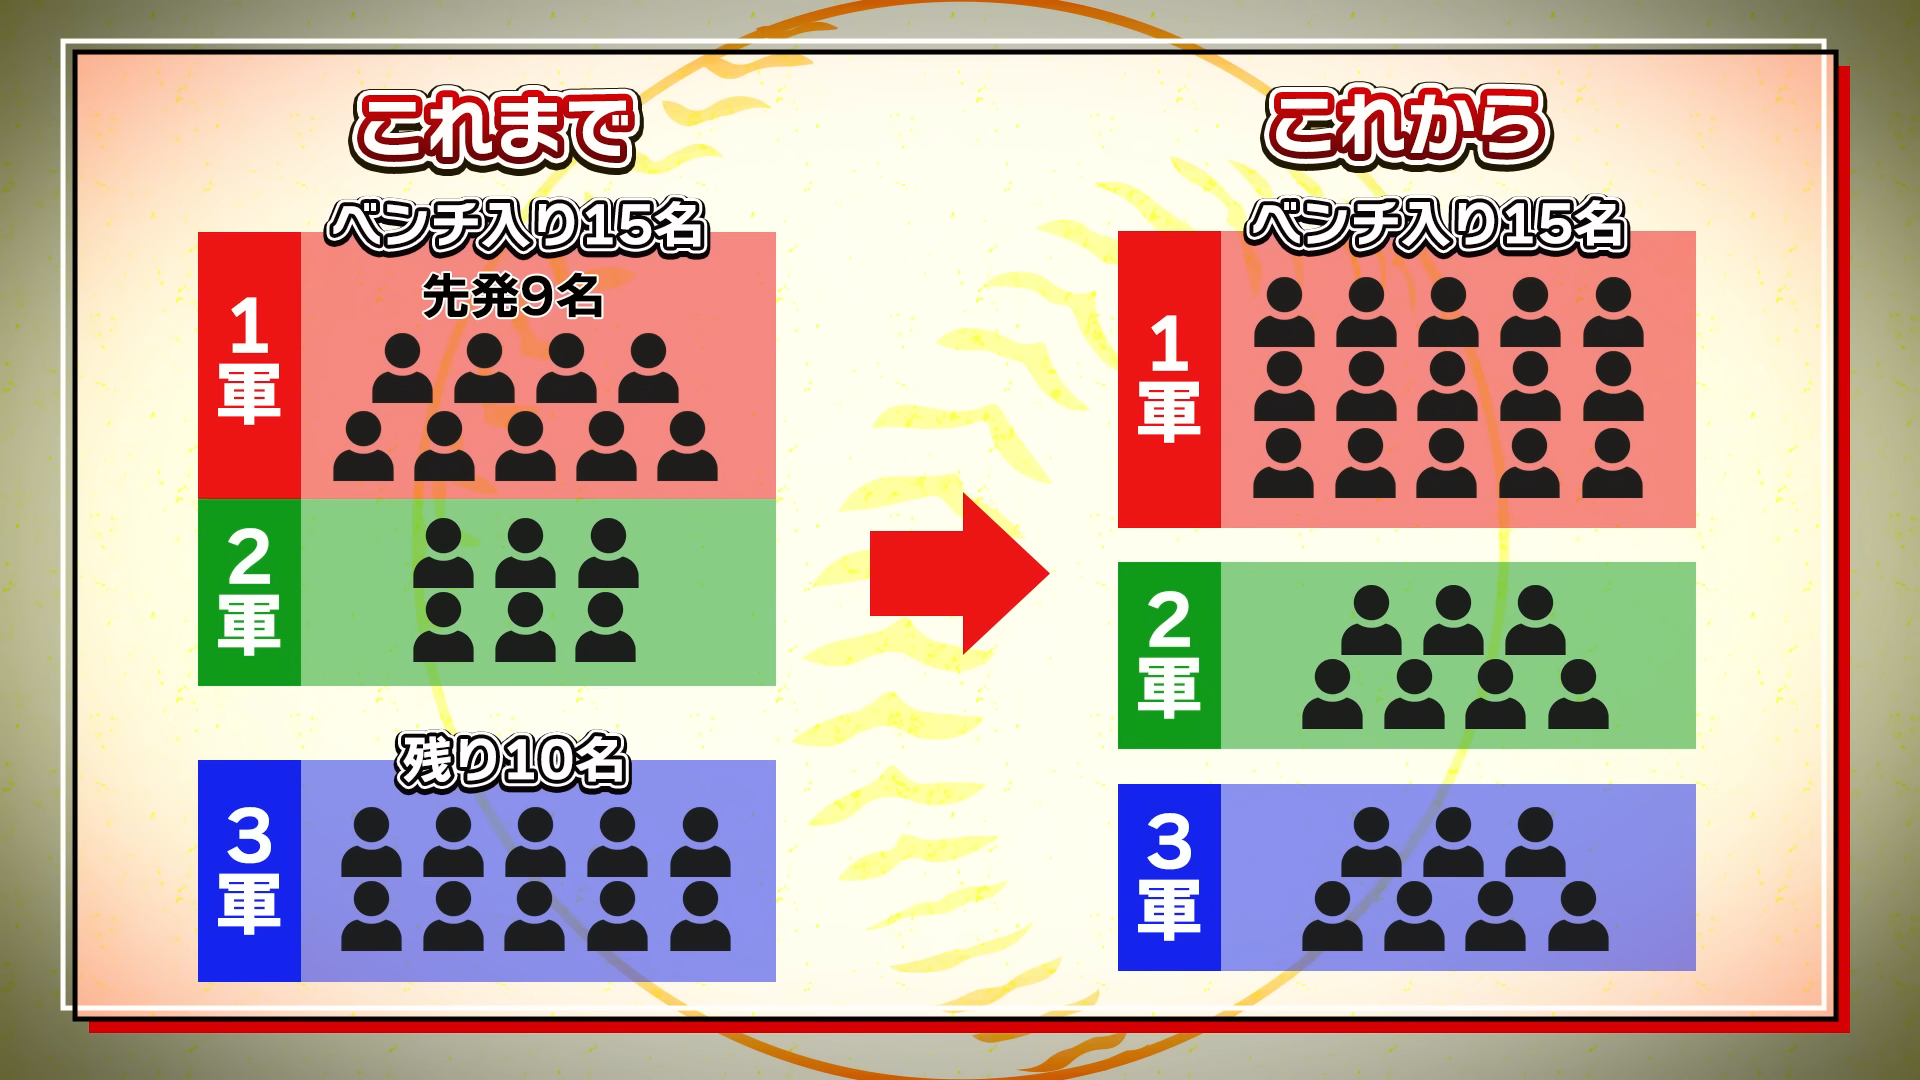 これまで
ベンチ入り15名
先発9名
1軍
2軍
残り10名
3軍
これから
ベンチ入り15名
1軍
2軍
3軍